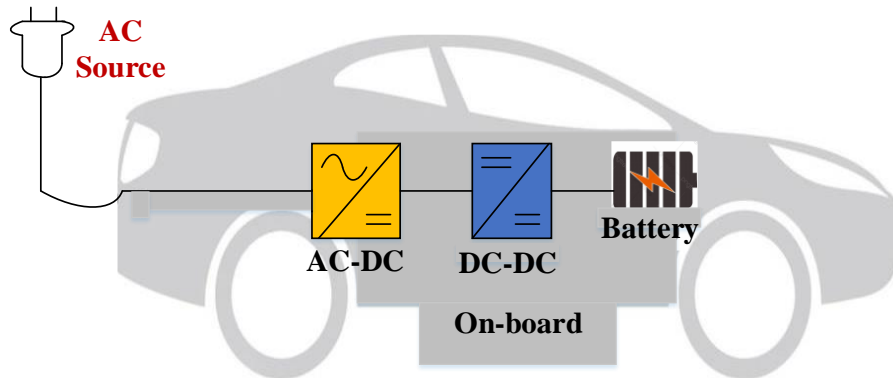 AC
Source
Battery
AC-DC
DC-DC
On-board